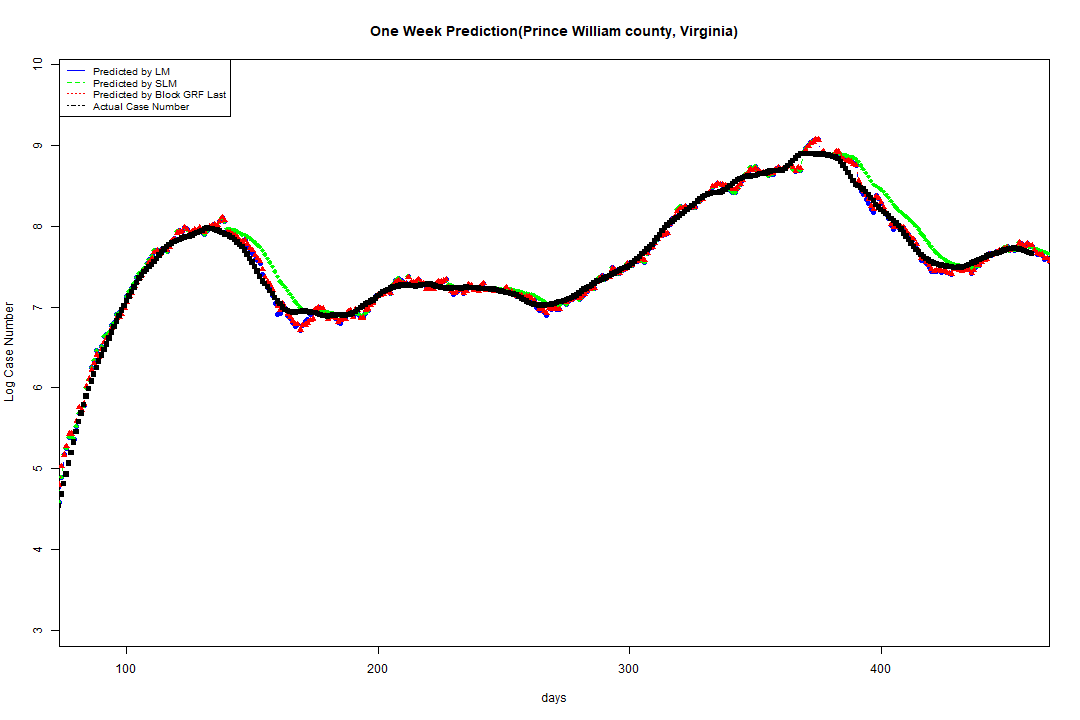 One Week Prediction(Prince William county, Virginia)
Predicted by LM
Predicted by SLM
Predicted by Block GRF Last
Actual Case Number
Log Case Number
10
9
8
7
6
5
4
3
100
200
300
400
days